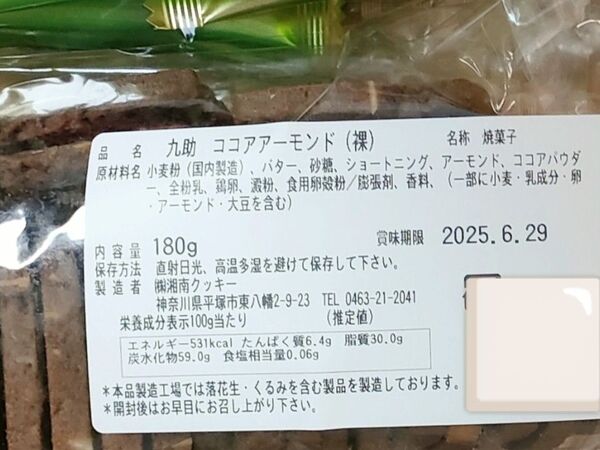 品名 九助 ココアアーモンド(裸) 名称 焼菓子
原材料名 小麦粉(国内製造)、バター、砂糖、ショートニング、アーモンド、ココアパウダ
ー、全粉乳、鶏卵、澱粉、食用卵殻粉/膨張剤、香料、(一部に小麦・乳成分・卵
・アーモンド・大豆を含む)
内容量 180g 賞味期限 2025.6.29
保存方法 直射日光、高温多湿を避けて保存して下さい。
製造者 ㈱湘南クッキー
神奈川県平塚市東八幡2-9-23 TEL 0463-21-2041
栄養成分表示100g当たり (推定値)
エネルギー531kcal たんぱく質6.4g 脂質30.0g
炭水化物59.0g 食塩相当量0.06g
*本品製造工場では落花生・くるみを含む製品を製造しております。
*開封後はお早目にお召し上がり下さい。